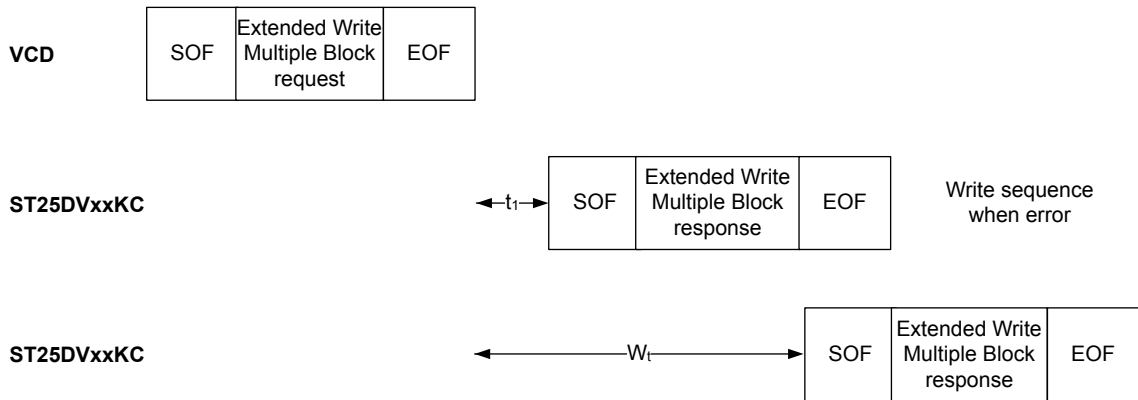 VCD
SOF
Extended Write
Multiple Block
request
EOF
ST25DVxxKC
t1
SOF
Extended Write
Multiple Block
response
EOF
Write sequence
when error
ST25DVxxKC
Wt
SOF
Extended Write
Multiple Block
response
EOF